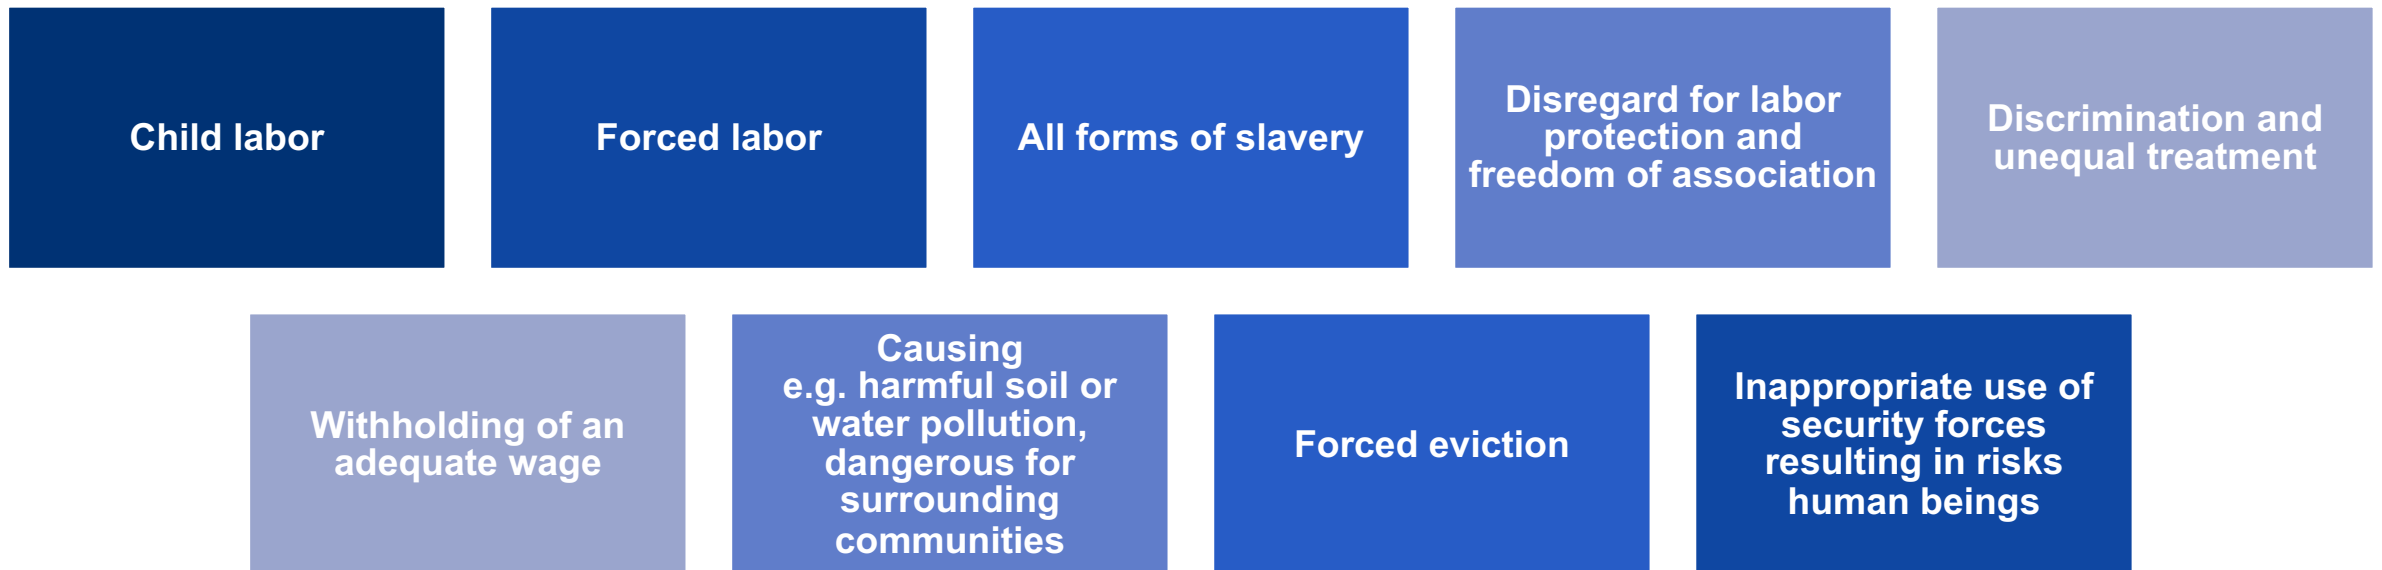 Child labor
Forced labor
All forms of slavery
Disregard for labor
protection and
freedom of association
Discrimination and
unequal treatment
Withholding of an
adequate wage
Causing
e.g. harmful soil or
water pollution,
dangerous for
surrounding
communities
Forced eviction
Inappropriate use of
security forces
resulting in risks
human beings